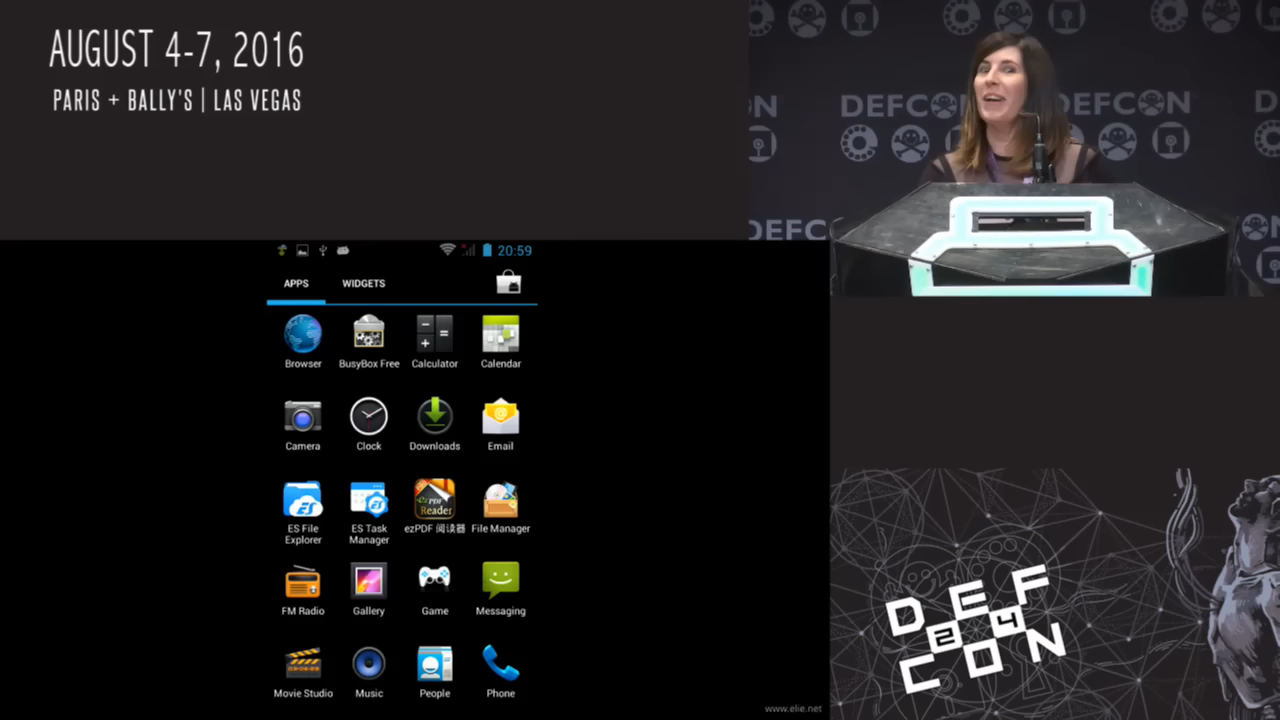 AUGUST 4-7, 2016
PARIS + BALLY'S | LAS VEGAS
DEFCON
DEFCON
DEFC
20:59
APPS
WIDGETS
Browser
BusyBox Free
Calculator
Calendar
Camera
Clock
Downloads
Email
ES File
Explorer
ES Task
Manager
ezPDF 阅读器
File Manager
FM Radio
Gallery
Game
Messaging
Movie Studio
Music
People
Phone
www.elie.net
DEF
24
CON